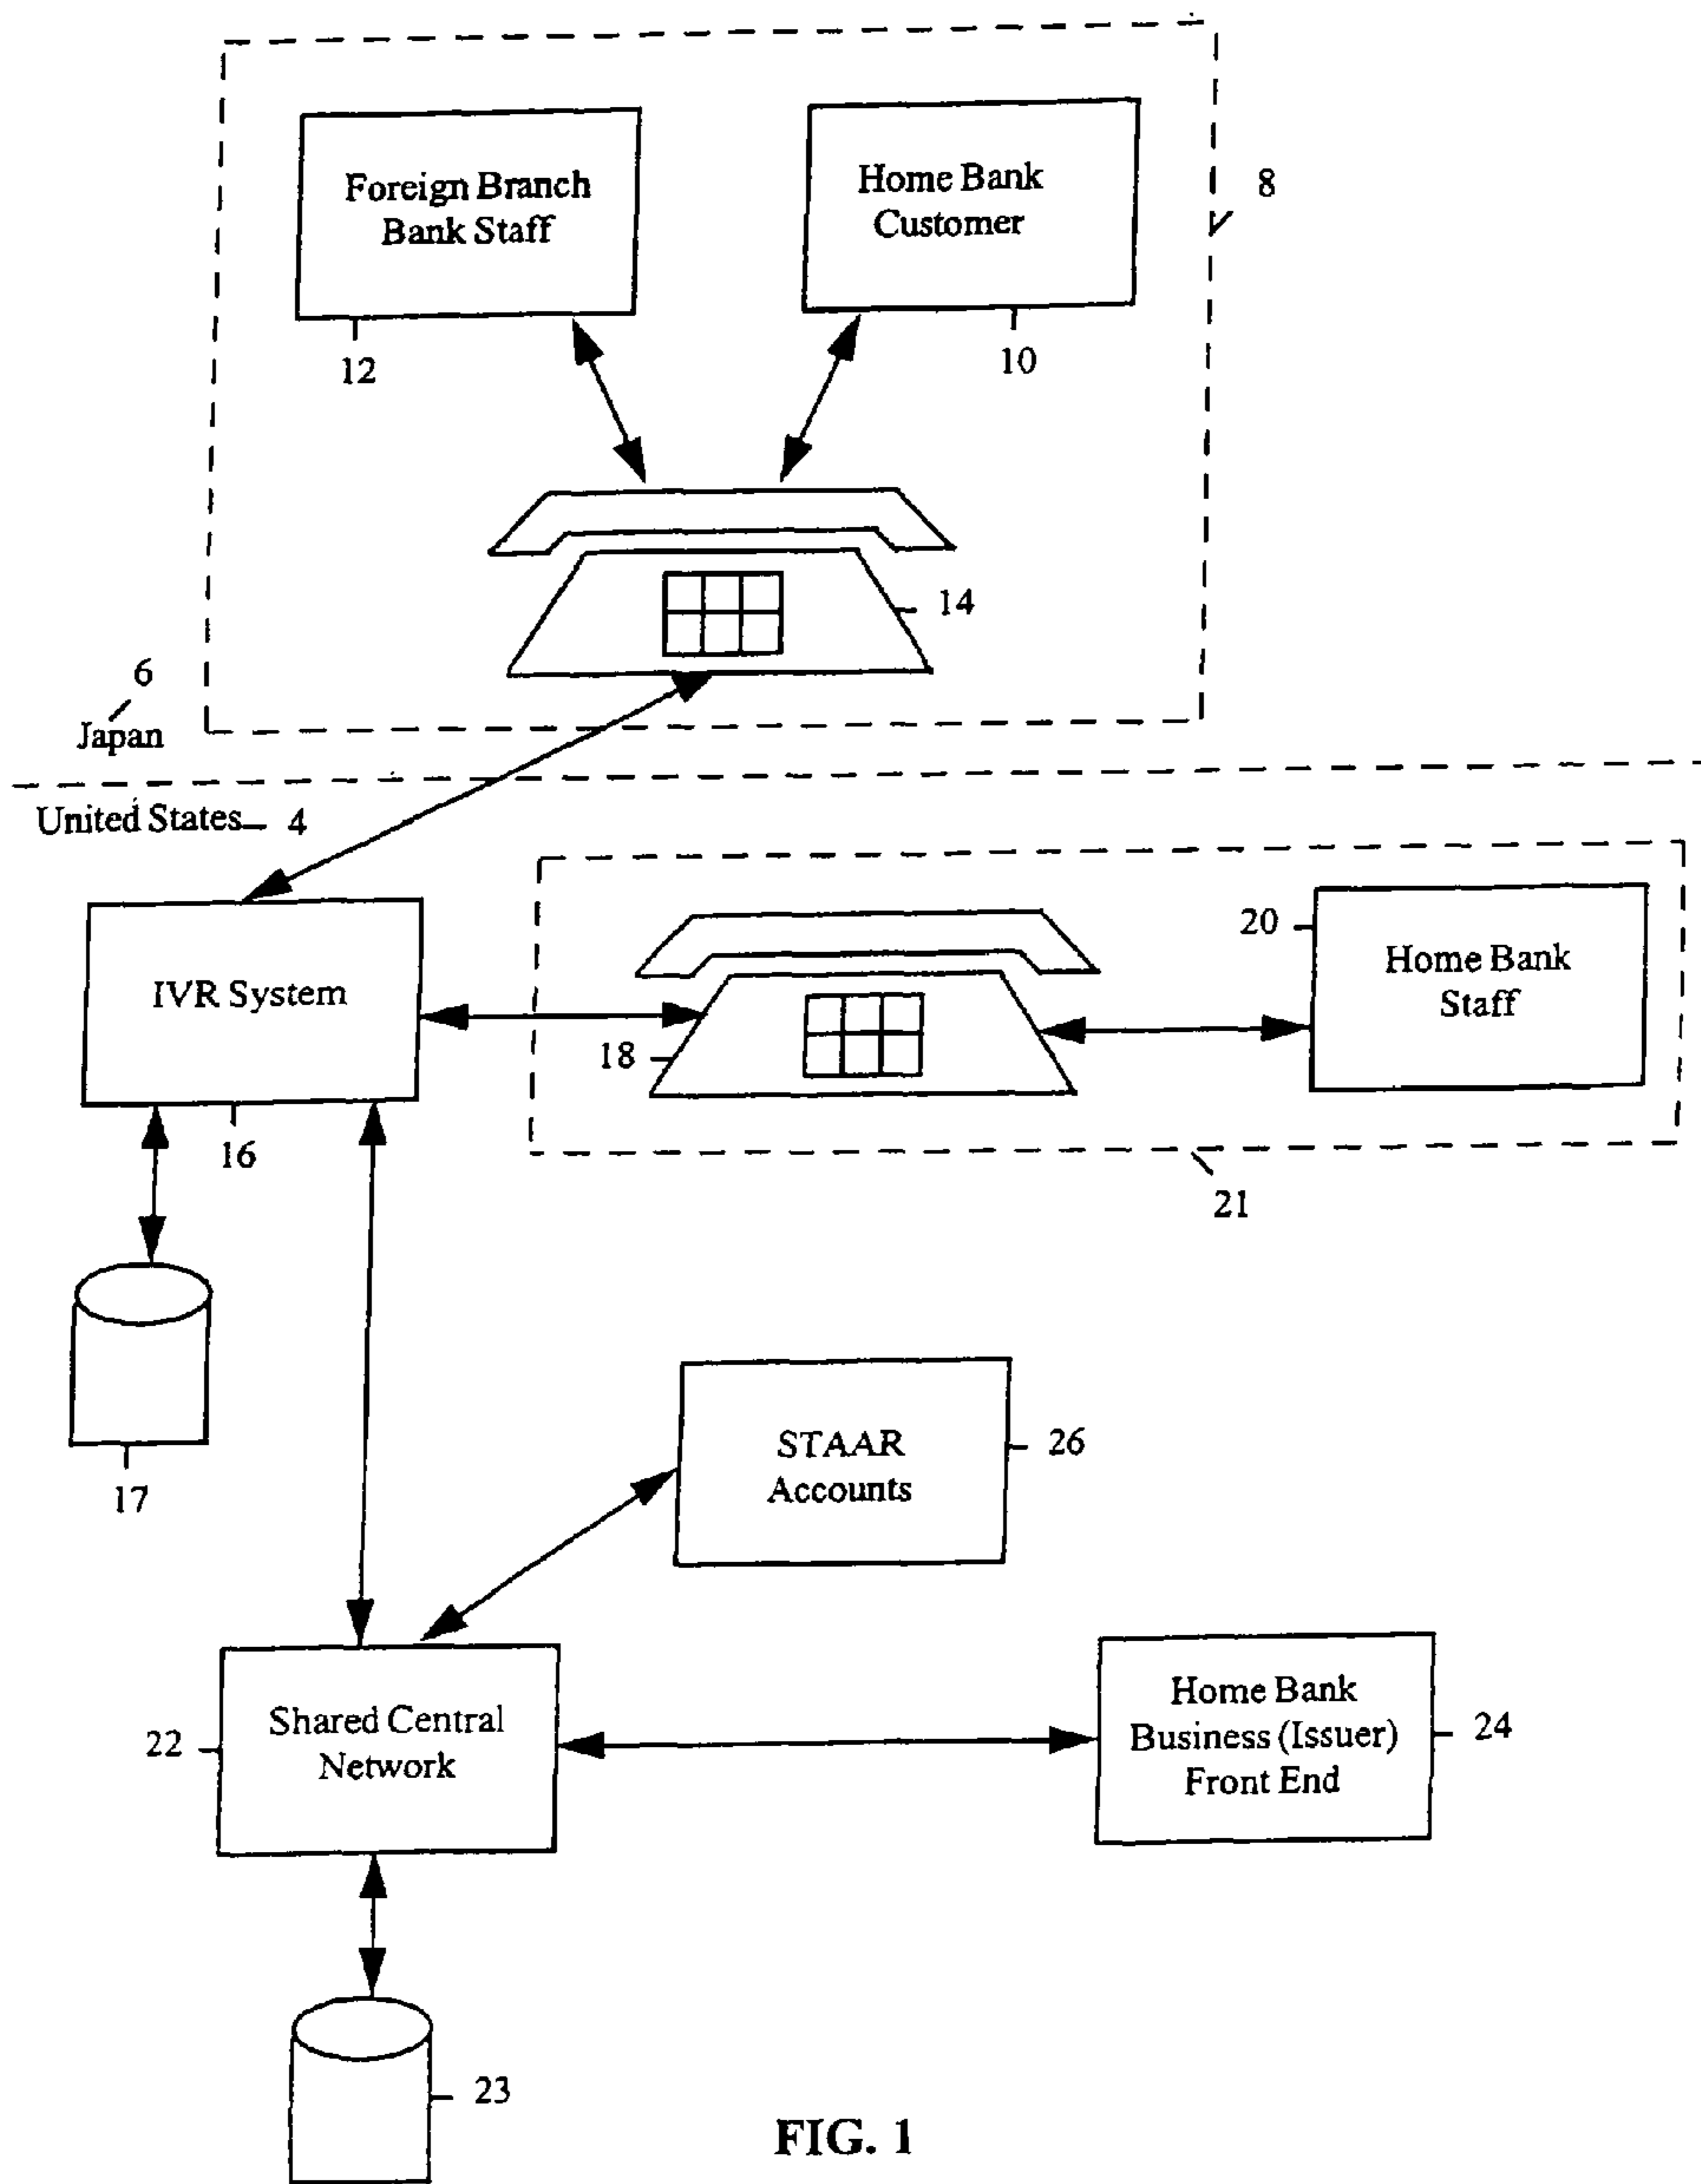 Foreign Branch
Bank Staff
Home Bank
Customer
8
12
10
14
6
Japan
United States 4
IVR System
20
Home Bank
Staff
18
16
21
17
STAAR
Accounts
26
22
Shared Central
Network
Home Bank
Business (Issuer)
Front End
24
23
FIG. 1